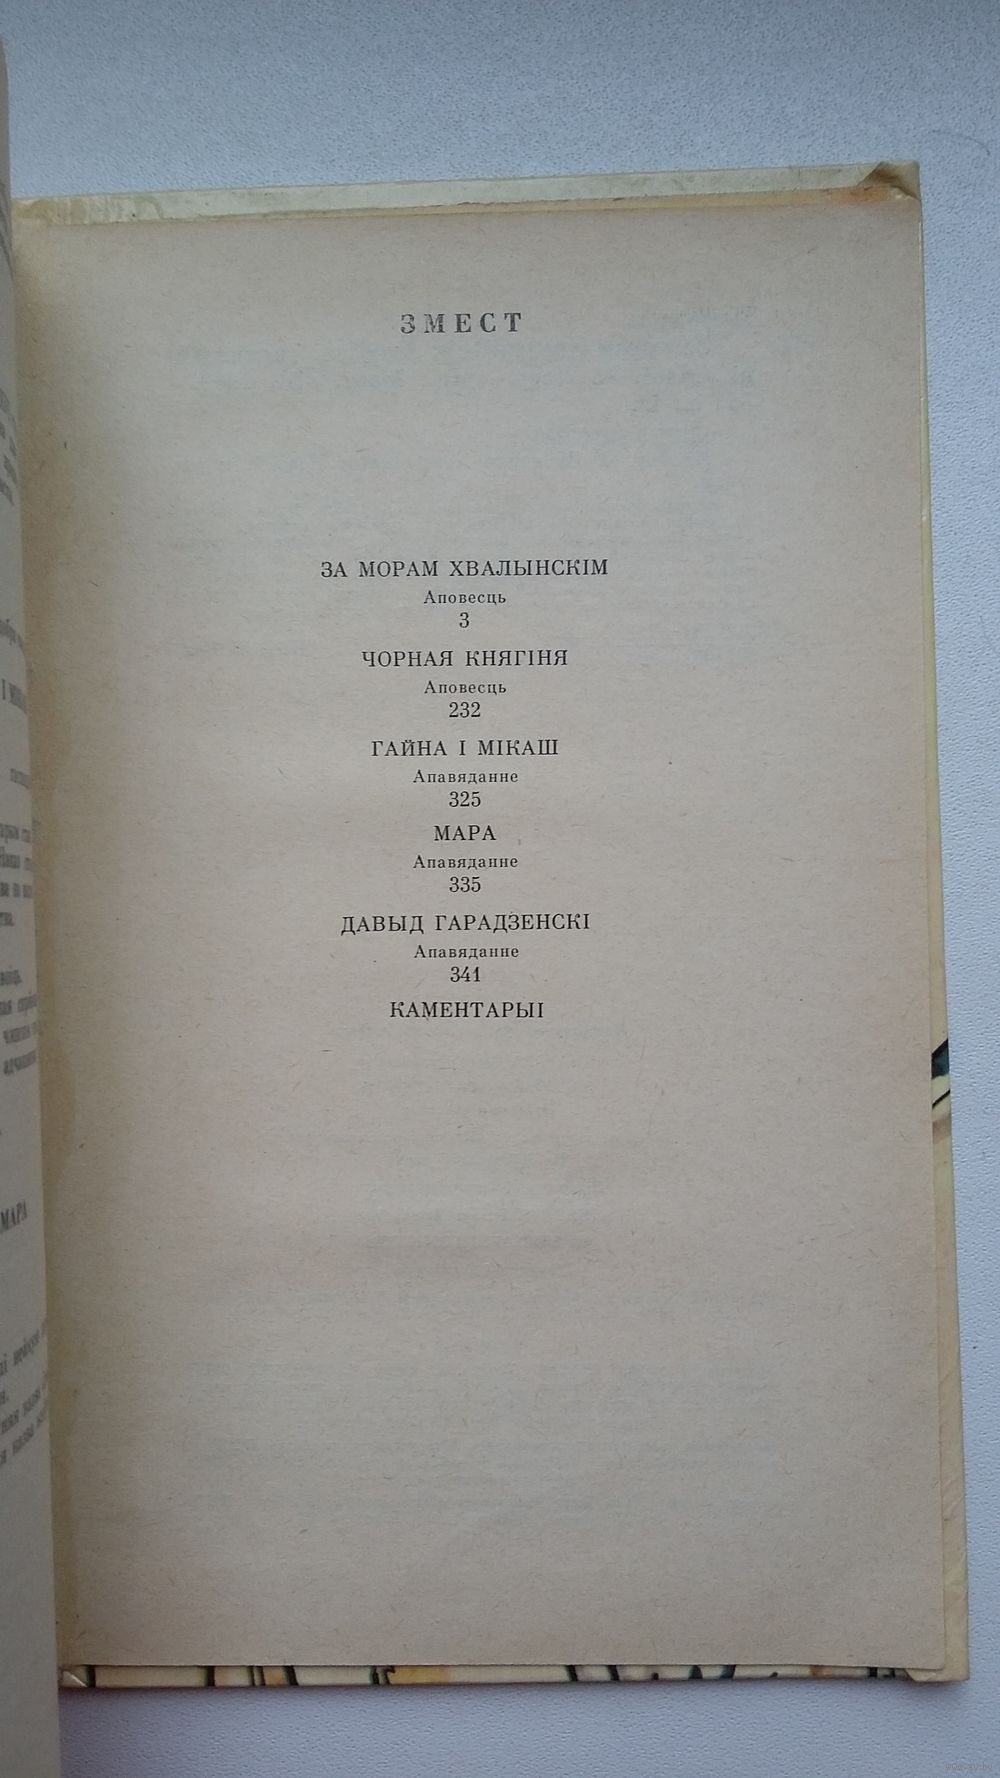 ЗМЕСТ
ЗА МОРАМ ХВАЛЫНСКІМ
Аповесць
3
ЧОРНАЯ КНЯГІНЯ
Аповесць
232
ГАЙНА І МІКАШ
Апавяданне
325
МАРА
Апавяданне
335
ДАВЫД ГАРАДЗЕНСКІ
Апавяданне
341
КАМЕНТАРЫІ
МАРА